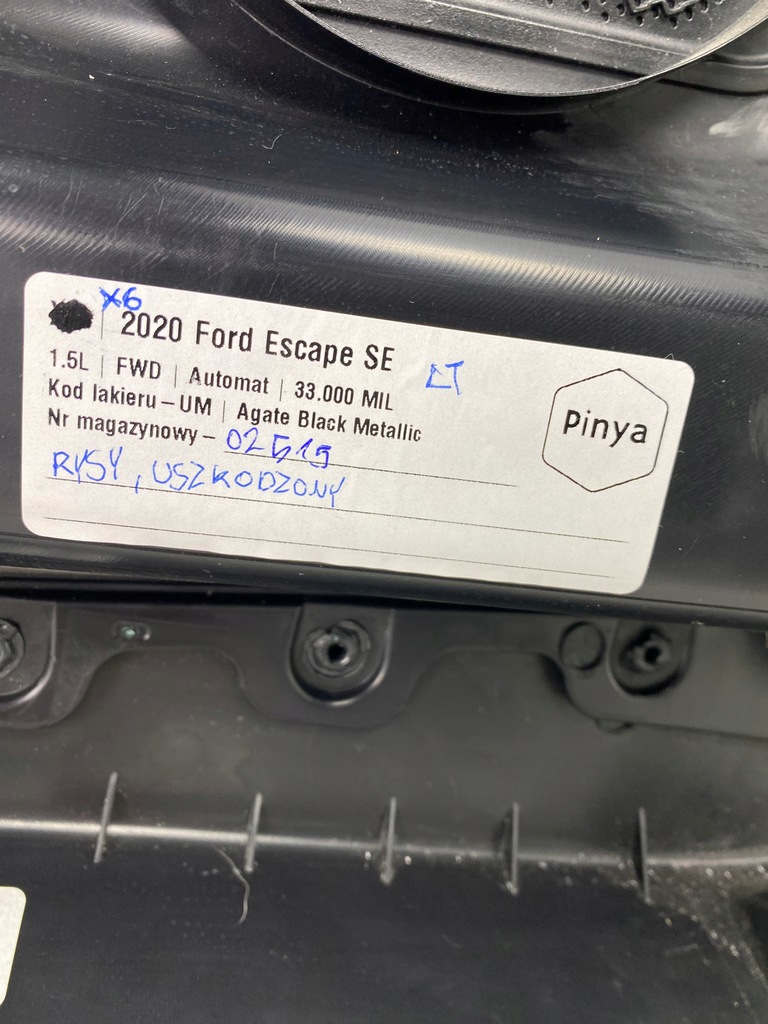 X6
2020 Ford Escape SE
1.5L | FWD | Automat | 33.000 MIL
LT
Kod lakieru – UM | Agate Black Metallic
Nr magazynowy – 02519
RYSY, USZKODZONY
Pinya